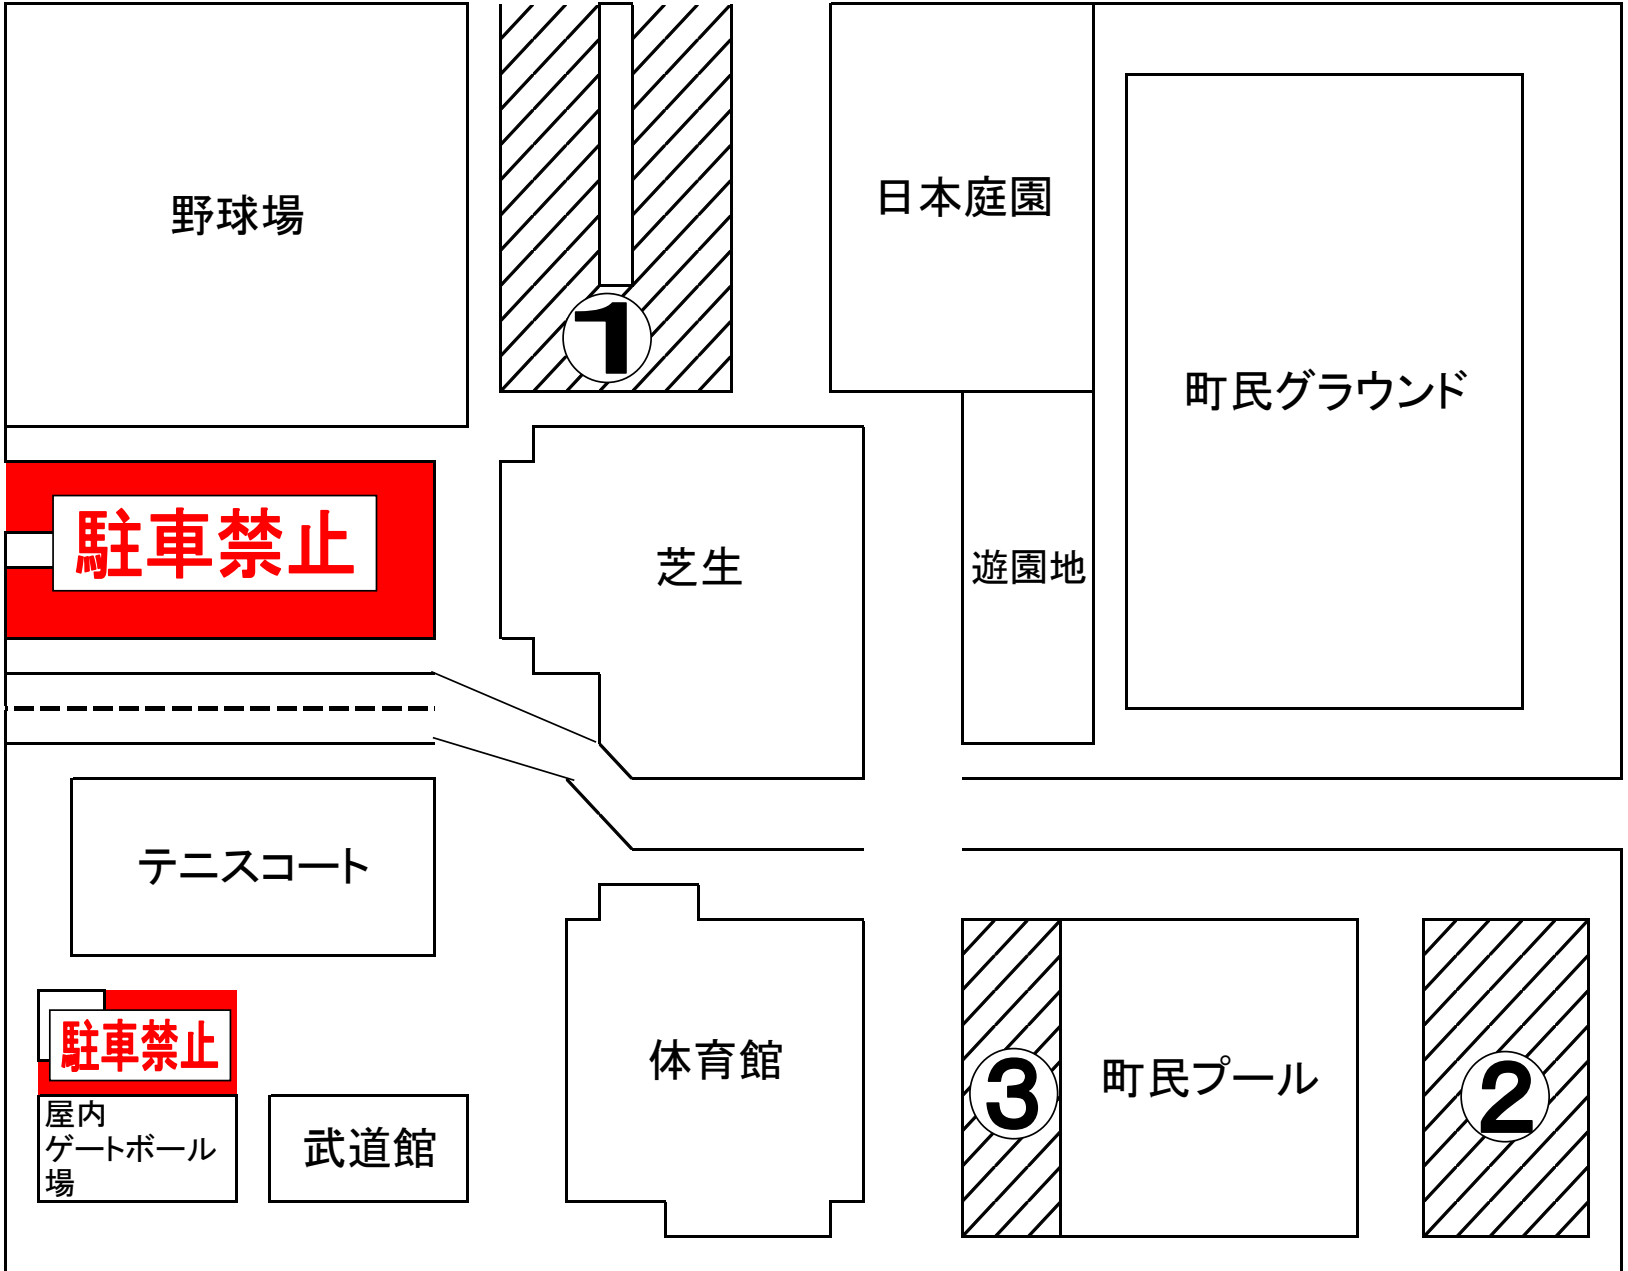 野球場
①
日本庭園
町民グラウンド
駐車禁止
芝生
遊園地
テニスコート
駐車禁止
屋内
ゲートボール
場
武道館
体育館
③
町民プール
②